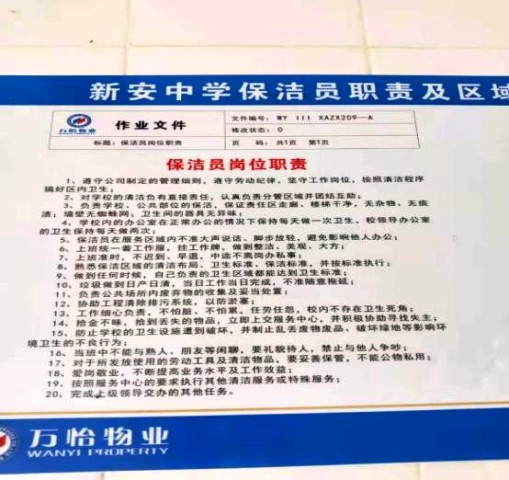 新安中学保洁员职责及区域
万怡物业
作业文件
文件编号: WY III XAZX209—A
修改状态: 0
标题: 保洁员岗位职责
页 码: 共1页 第1页
保洁员岗位职责
1、遵守公司制定的管理细则，遵守劳动纪律，坚守工作岗位，按照清洁程序
搞好区内卫生；
2、对学校的清洁负有直接责任，认真负责分管区域并团结互助；
3、负责学校、公共部位的保洁，保证责任区走廊、楼梯干净，无杂物、无痰
渍；墙壁无蜘蛛网；卫生间的器具无异味；
4、学校内的办公室在正常办公的情况下保持每天做一次卫生，校领导办公室
的卫生保持每天做两次；
5、保洁员在服务区域内不准大声说话、脚步放轻、避免影响他人办公；
6、上班统一着工作服，挂工作牌，做到整洁、美观、大方；
7、上班准时，不迟到、早退，中途不离岗办私事；
8、熟悉保洁区域的清洁布局、卫生标准，保洁标准，并按标准执行；
9、做到任何时候，自己负责的卫生区域都能达到卫生标准；
10、垃圾做到日产日清，当日工作当日完成，不准随意拖延；
11、负责公共场所内废弃物的收集及妥当处置；
12、协助工程清除排污系统，以防淤塞；
13、工作细心负责，不怕脏、不怕累，任劳任怨，校内不存在卫生死角；
14、拾金不昧，拾到丢失的物品，立即上交服务中心，并积极协助寻找失主；
15、防止学校的卫生设施遭到破坏，并制止乱丢废物废品、破坏绿地等影响环
境卫生的不良行为；
16、当班中不能与熟人、朋友等闲聊，要礼貌待人，禁止与他人争吵；
17、对于所发放使用的劳动工具及清洁物品，要妥善保管，不能公物私用；
18、爱岗敬业，不断提高业务水平及工作效益；
19、按照服务中心的要求执行其他清洁服务或特殊服务；
20、完成上级领导交办的其他任务。
万怡物业
WANYI PROPERTY